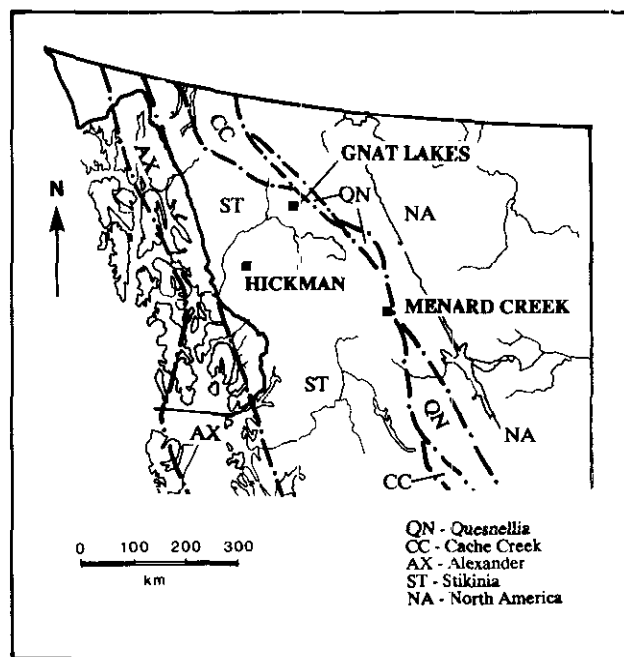 CC
GNAT LAKES
AX
QN
N
ST
NA
HICKMAN
MENARD CREEK
ST
QN
NA
AX
CC
QN - Quesnellia
CC - Cache Creek
AX - Alexander
ST - Stikinia
NA - North America
0 100 200 300
km